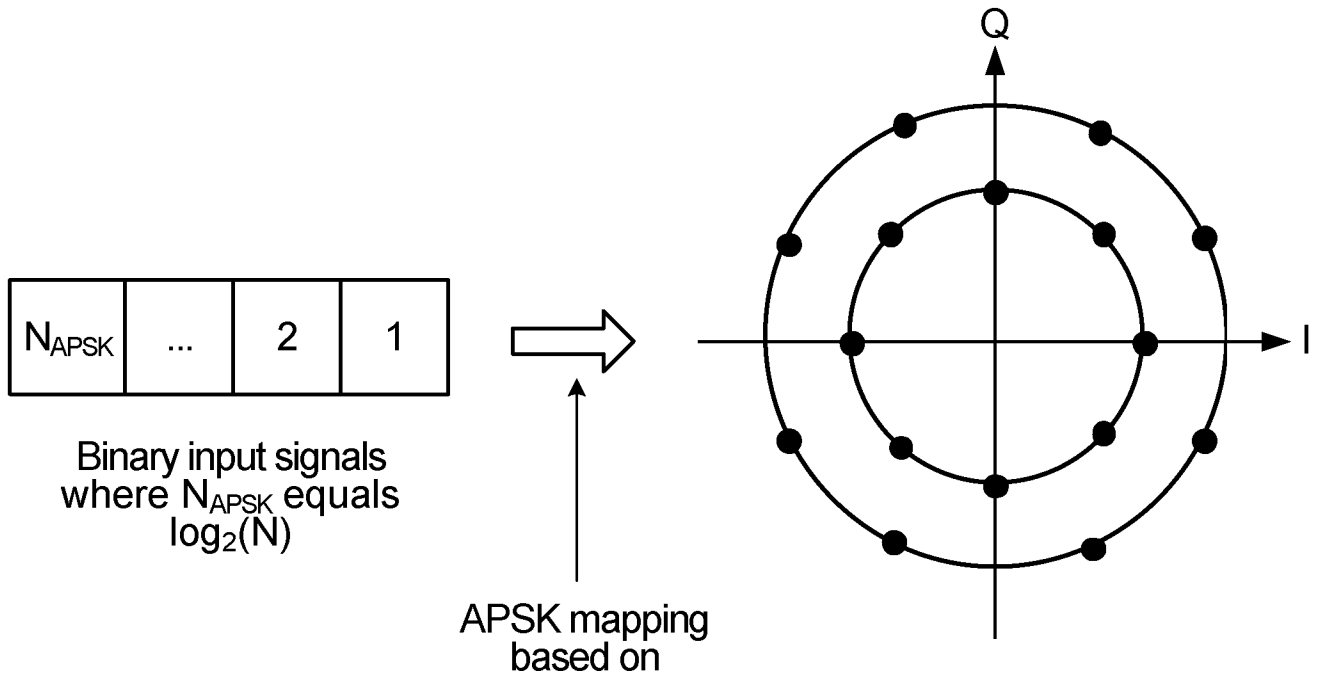 N_APSK ... 2 1
Binary input signals
where N_APSK equals
log₂(N)
APSK mapping
based on
Q
I